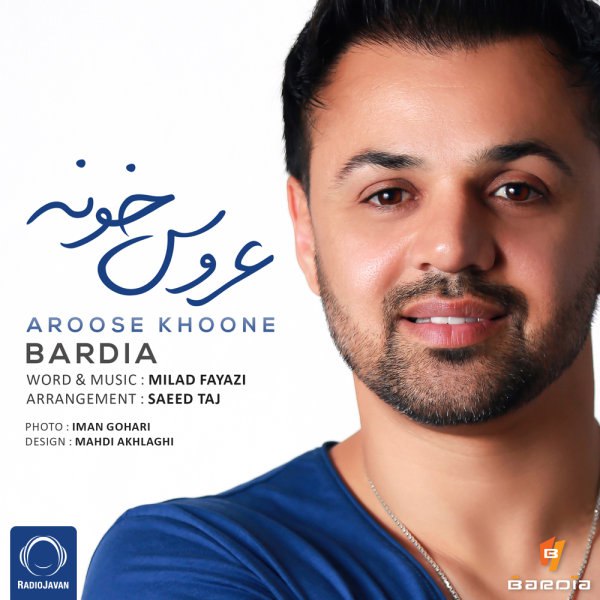 عروس خونه
AROOSE KHOONE
BARDIA
WORD & MUSIC : MILAD FAYAZI
ARRANGEMENT : SAEED TAJ
PHOTO : IMAN GOHARI
DESIGN : MAHDI AKHLAGHI
RADIOJAVAN
B
BARDIA